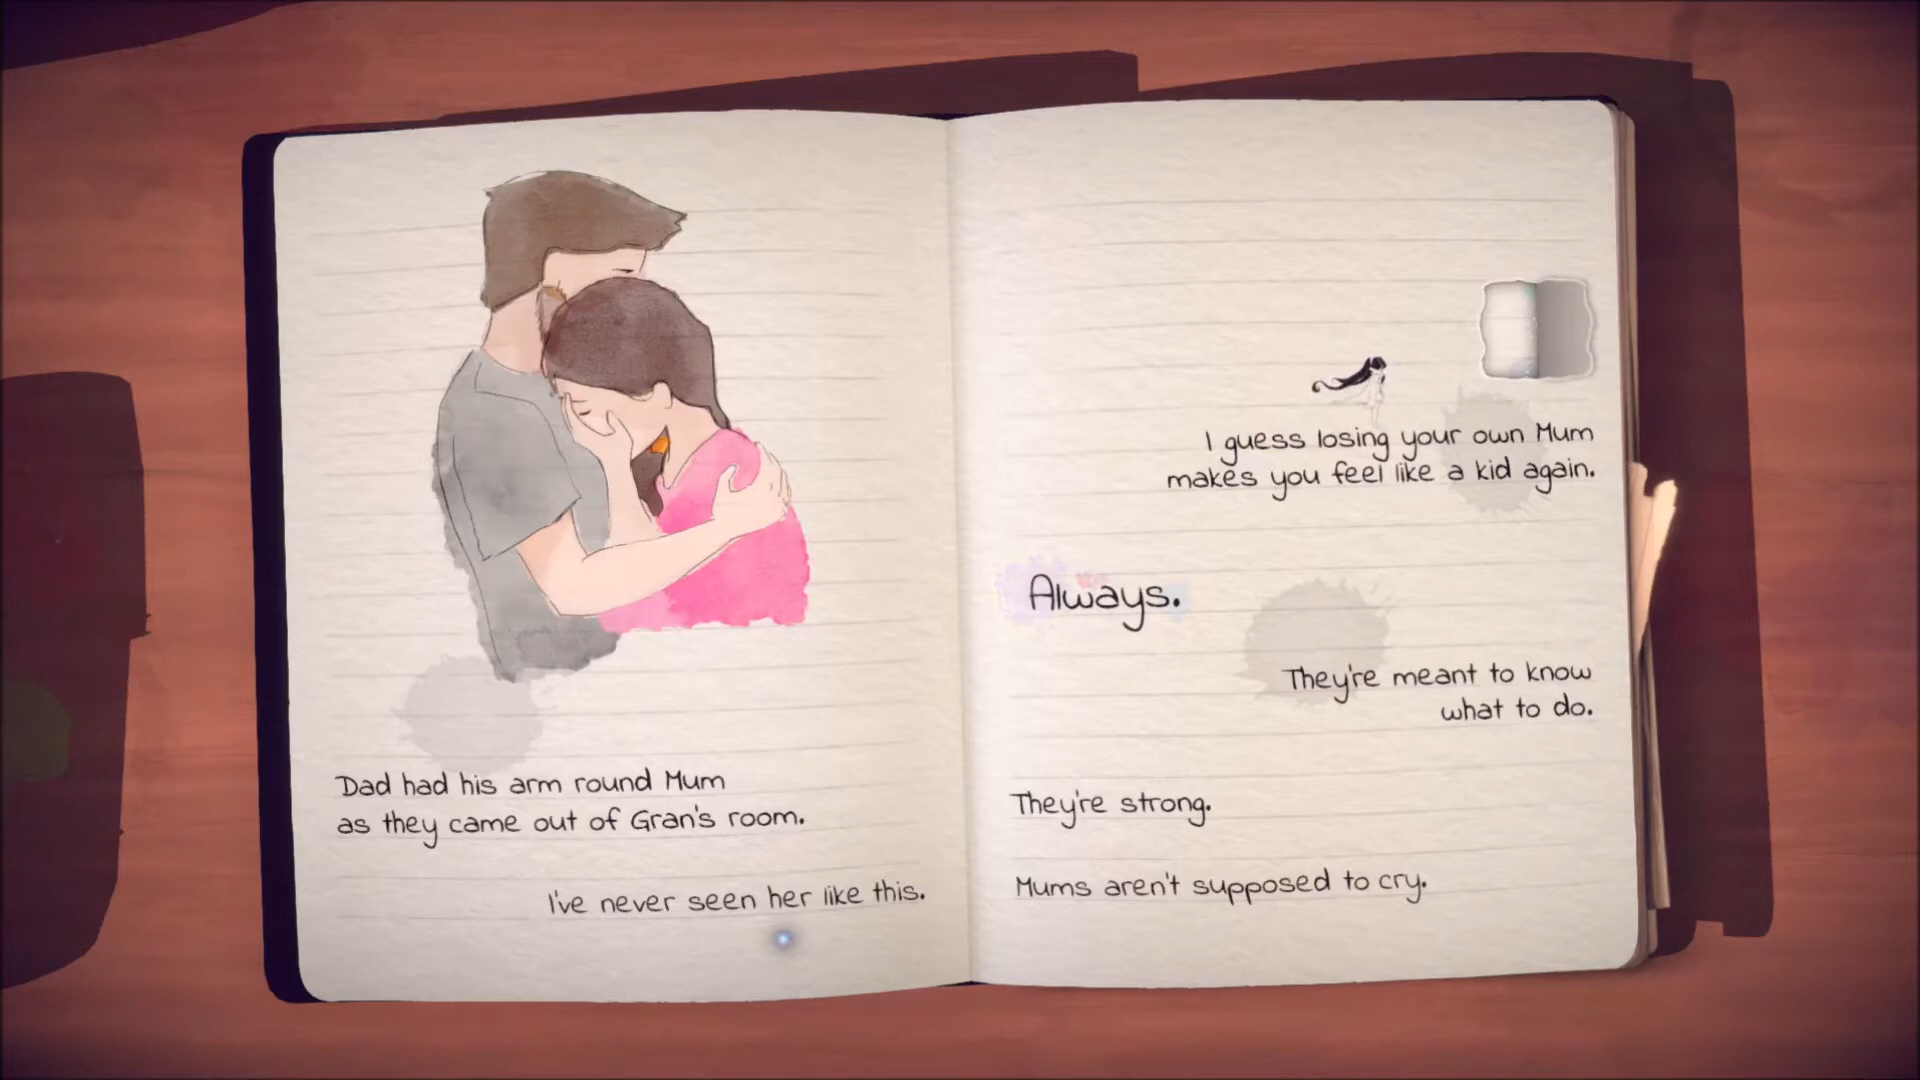 Dad had his arm round Mum
as they came out of Gran's room.
I've never seen her like this.
I guess losing your own Mum
makes you feel like a kid again.
Always.
They're meant to know
what to do.
They're strong.
Mums aren't supposed to cry.